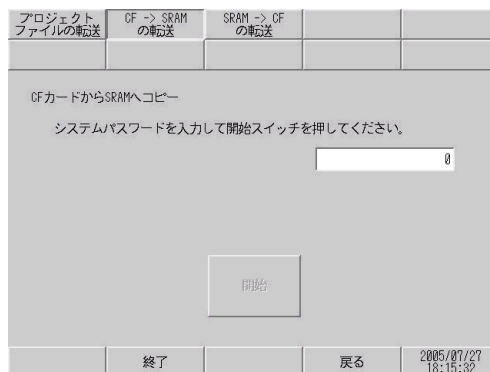 プロジェクト
ファイルの転送
CF -> SRAM
の転送
SRAM -> CF
の転送
CFカードからSRAMへコピー
システムパスワードを入力して開始スイッチを押してください。
0
開始
終了
戻る
2005/07/27
18:15:32